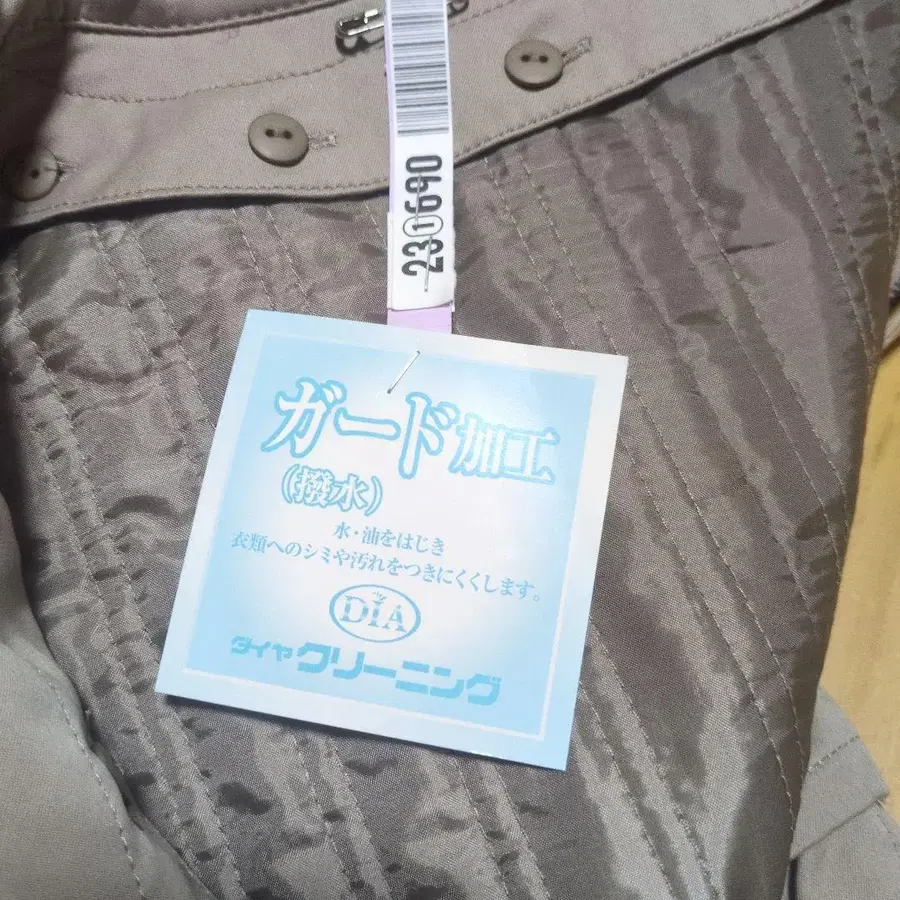 23-069
ガード加工
(撥水)
水・油をはじき
衣類へのシミや汚れをつきにくくします。
DIA
ダイヤクリーニング